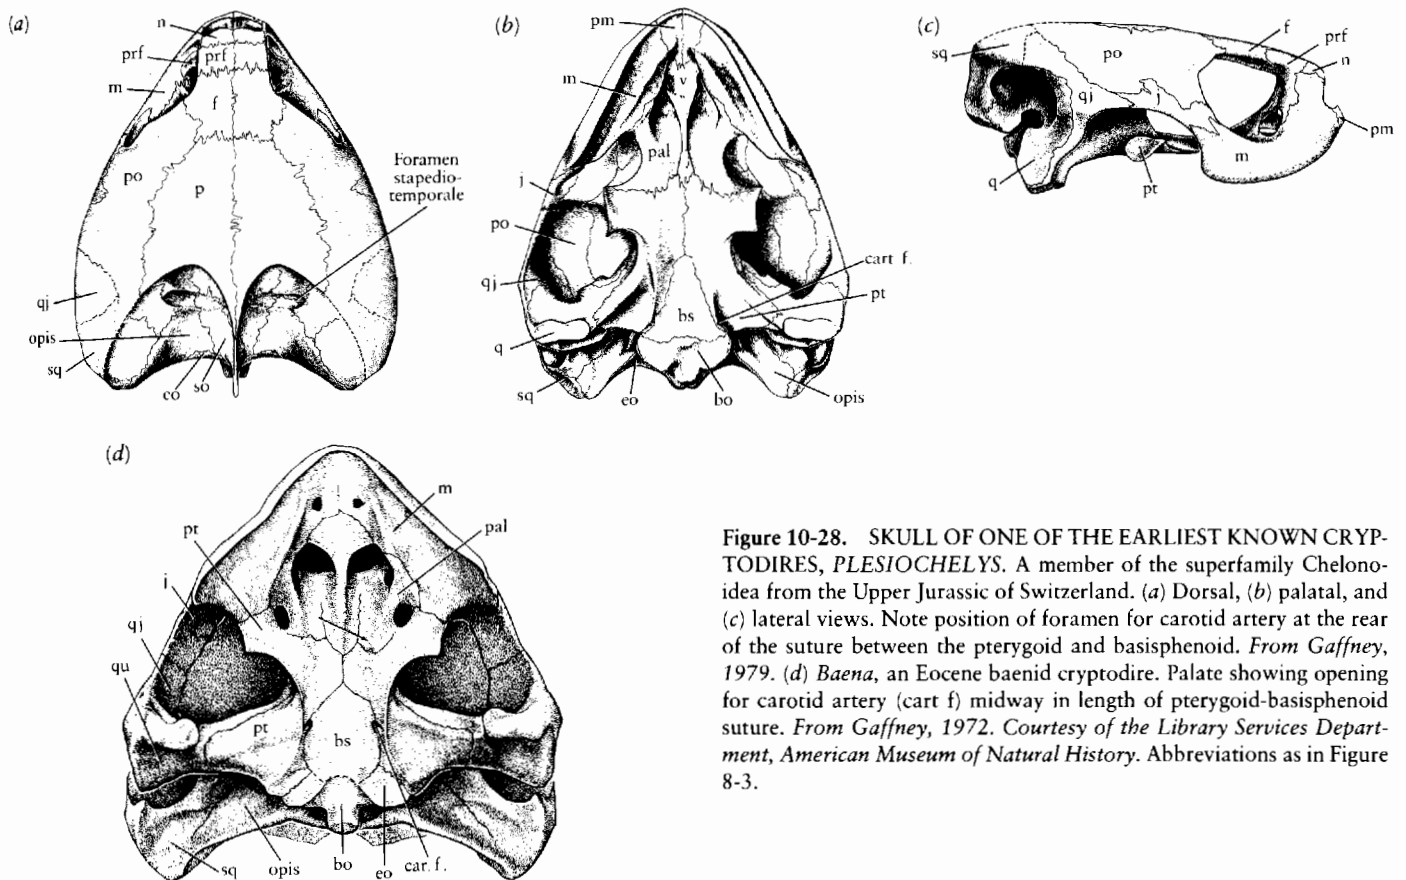 (a)
n
prf
prf
m
f
po
p
Foramen
stapedio-
temporale
qj
opis
sq
eo
so
(b)
pm
m
v
pal
j
po
qj
cart f.
pt
bs
q
sq
eo
bo
opis
(c)
f
prf
n
sq
po
qj
j
pm
m
q
pt
(d)
m
pt
pal
j
qj
qu
pt
bs
sq
opis
bo
eo
car. f.
Figure 10-28. SKULL OF ONE OF THE EARLIEST KNOWN CRYP-
TODIRES, PLESIOCHELYS. A member of the superfamily Chelono-
idea from the Upper Jurassic of Switzerland. (a) Dorsal, (b) palatal, and
(c) lateral views. Note position of foramen for carotid artery at the rear
of the suture between the pterygoid and basisphenoid. From Gaffney,
1979. (d) Baena, an Eocene baenid cryptodire. Palate showing opening
for carotid artery (cart f) midway in length of pterygoid-basisphenoid
suture. From Gaffney, 1972. Courtesy of the Library Services Depart-
ment, American Museum of Natural History. Abbreviations as in Figure
8-3.